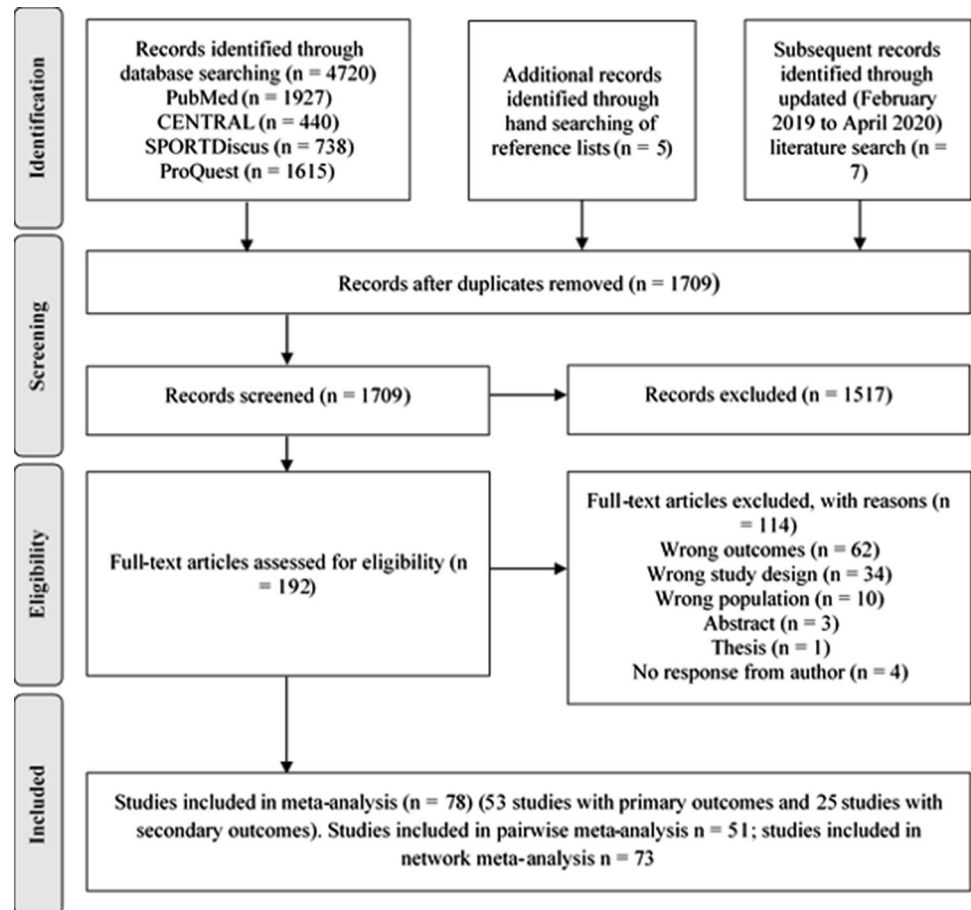 Identification
Records identified through
database searching (n = 4720)
PubMed (n = 1927)
CENTRAL (n = 440)
SPORTDiscus (n = 738)
ProQuest (n = 1615)
Additional records
identified through
hand searching of
reference lists (n = 5)
Subsequent records
identified through
updated (February
2019 to April 2020)
literature search (n =
7)
Screening
Records after duplicates removed (n = 1709)
Records screened (n = 1709)
Records excluded (n = 1517)
Eligibility
Full-text articles assessed for eligibility (n
= 192)
Full-text articles excluded, with reasons (n
= 114)
Wrong outcomes (n = 62)
Wrong study design (n = 34)
Wrong population (n = 10)
Abstract (n = 3)
Thesis (n = 1)
No response from author (n = 4)
Included
Studies included in meta-analysis (n = 78) (53 studies with primary outcomes and 25 studies with
secondary outcomes). Studies included in pairwise meta-analysis n = 51; studies included in
network meta-analysis n = 73